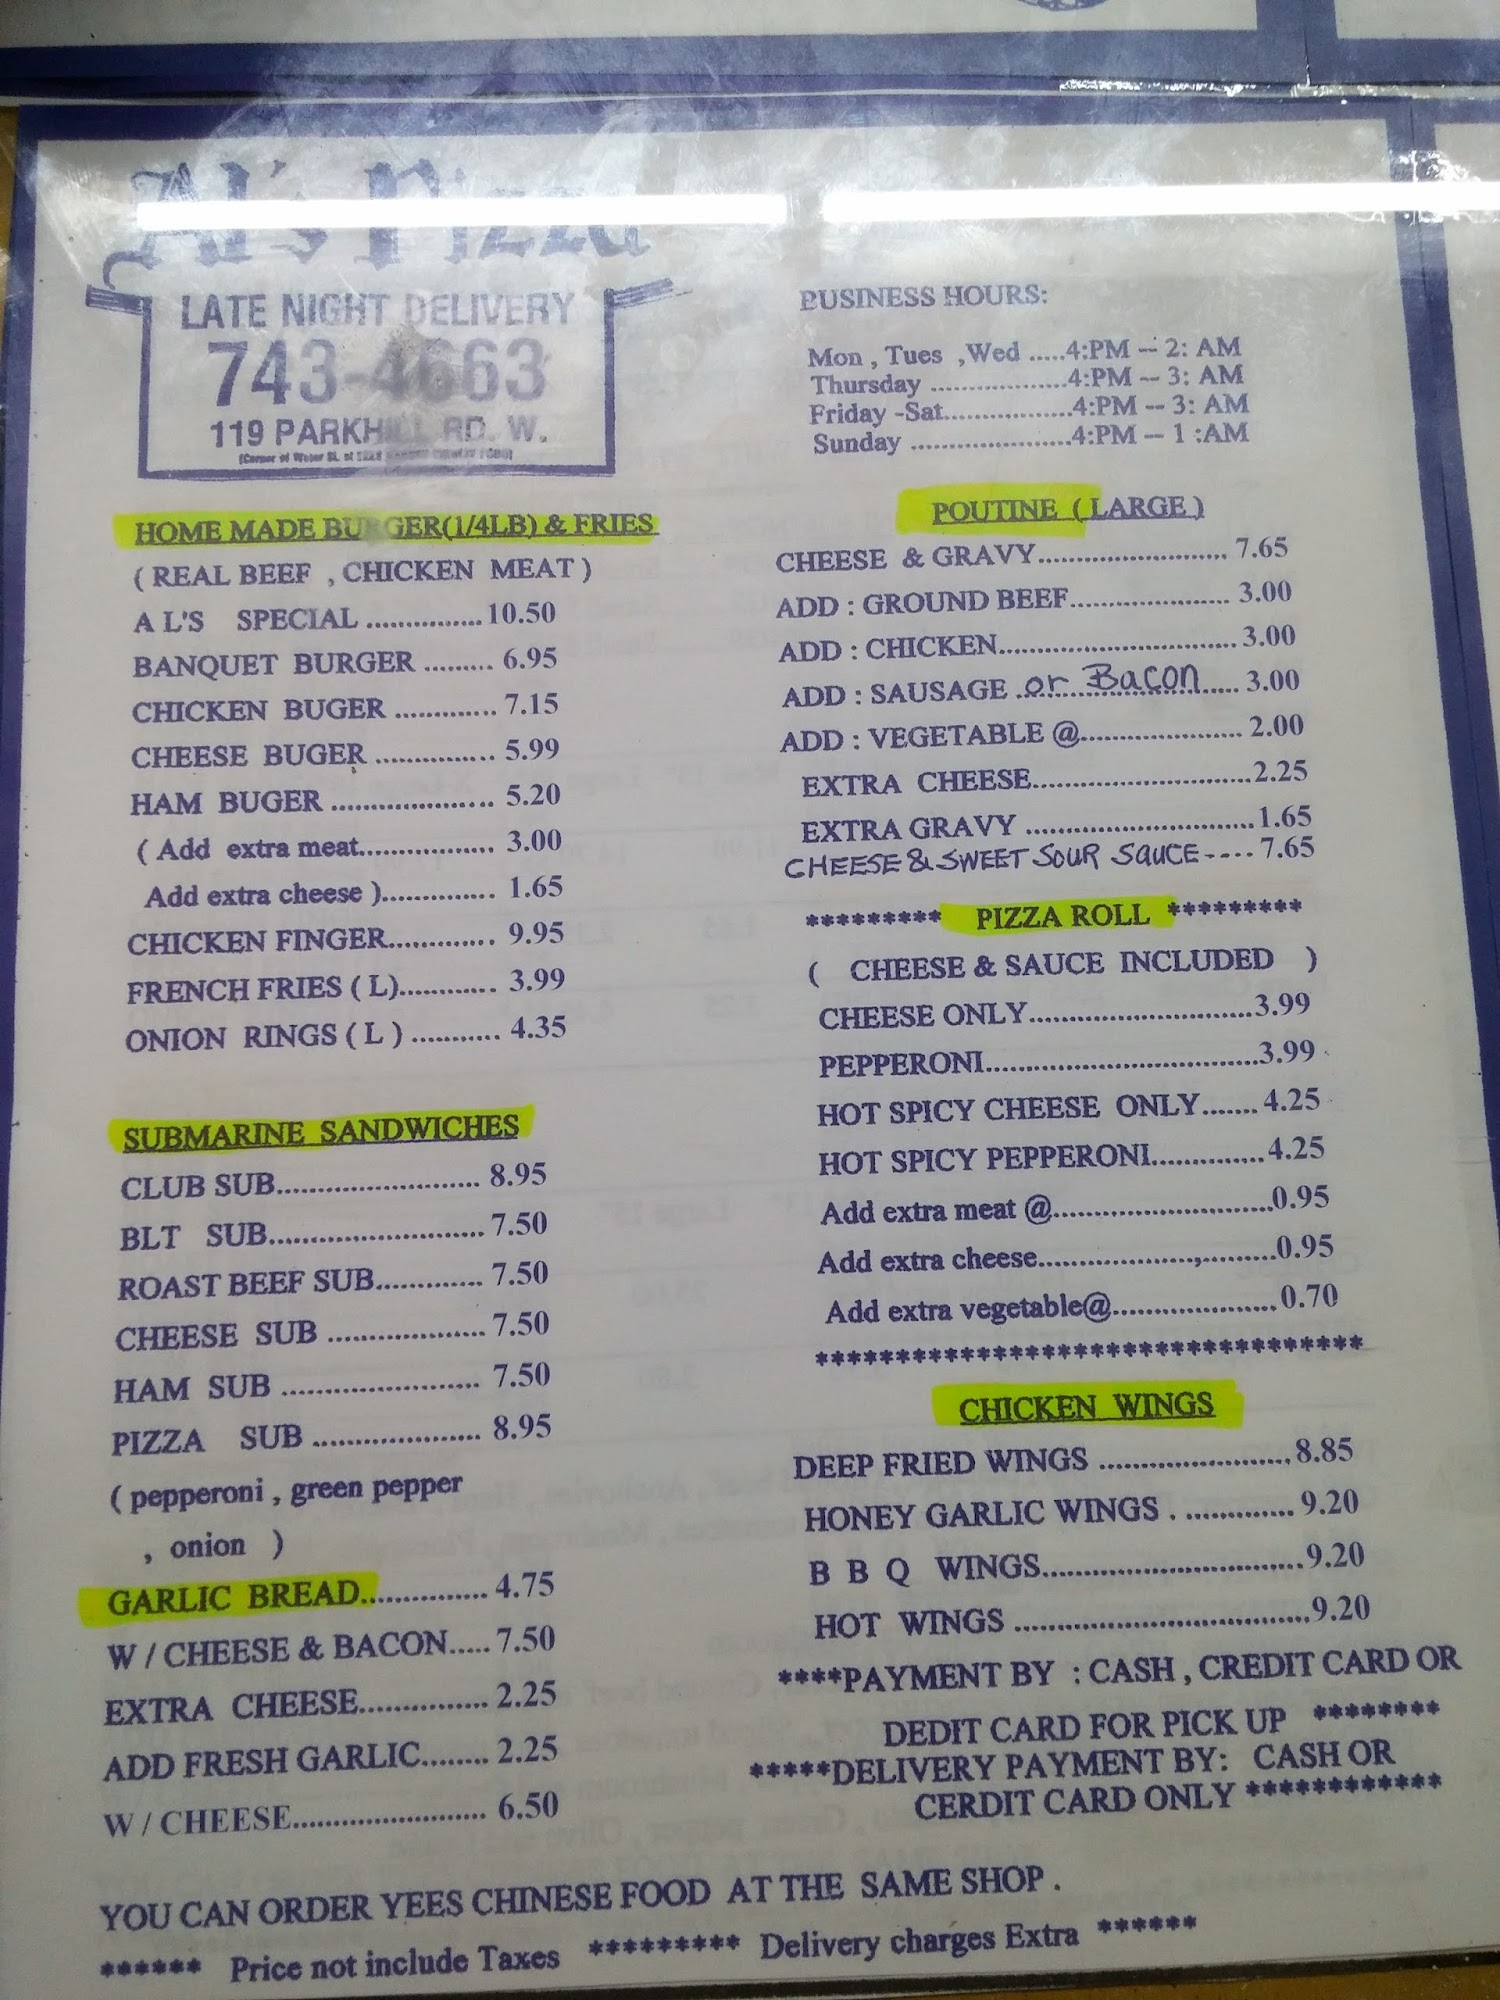 Al's Pizza
LATE NIGHT DELIVERY
743-4663
119 PARKHILL RD. W.
BUSINESS HOURS:
Mon , Tues ,Wed .....4:PM -- 2: AM
Thursday .................4:PM -- 3: AM
Friday -Sat................4:PM -- 3: AM
Sunday ....................4:PM -- 1 :AM
HOME MADE BURGER(1/4LB) & FRIES
( REAL BEEF , CHICKEN MEAT )
A L'S SPECIAL ............... 10.50
BANQUET BURGER ......... 6.95
CHICKEN BUGER ............. 7.15
CHEESE BUGER ............... 5.99
HAM BUGER ..................... 5.20
( Add extra meat................. 3.00
Add extra cheese ).............. 1.65
CHICKEN FINGER............. 9.95
FRENCH FRIES ( L)............ 3.99
ONION RINGS ( L ) ........... 4.35
SUBMARINE SANDWICHES
CLUB SUB......................... 8.95
BLT SUB........................... 7.50
ROAST BEEF SUB............. 7.50
CHEESE SUB .................... 7.50
HAM SUB ......................... 7.50
PIZZA SUB ..................... 8.95
( pepperoni , green pepper
, onion )
GARLIC BREAD................ 4.75
W / CHEESE & BACON..... 7.50
EXTRA CHEESE................ 2.25
ADD FRESH GARLIC........ 2.25
W / CHEESE........................ 6.50
POUTINE ( LARGE )
CHEESE & GRAVY........................ 7.65
ADD : GROUND BEEF.................... 3.00
ADD : CHICKEN.............................. 3.00
ADD : SAUSAGE or Bacon ..... 3.00
ADD : VEGETABLE @..................... 2.00
EXTRA CHEESE............................2.25
EXTRA GRAVY .............................1.65
CHEESE & SWEET SOUR SAUCE ---- 7.65
********* PIZZA ROLL *********
( CHEESE & SAUCE INCLUDED )
CHEESE ONLY............................3.99
PEPPERONI..................................3.99
HOT SPICY CHEESE ONLY.......4.25
HOT SPICY PEPPERONI..............4.25
Add extra meat @............................0.95
Add extra cheese....................,.........0.95
Add extra vegetable@.....................0.70
**********************************
CHICKEN WINGS
DEEP FRIED WINGS ........................8.85
HONEY GARLIC WINGS . ..............9.20
B B Q WINGS.................................9.20
HOT WINGS .....................................9.20
****PAYMENT BY : CASH , CREDIT CARD OR
DEDIT CARD FOR PICK UP ********
*****DELIVERY PAYMENT BY: CASH OR
CERDIT CARD ONLY ************
YOU CAN ORDER YEES CHINESE FOOD AT THE SAME SHOP .
****** Price not include Taxes ********* Delivery charges Extra ******